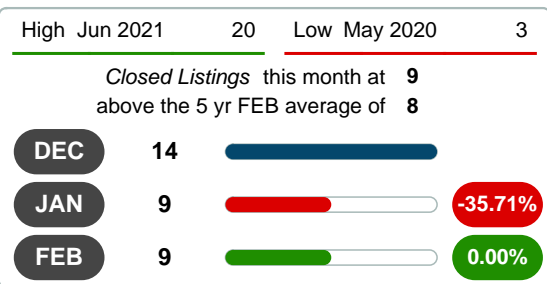 High Jun 2021 20 Low May 2020 3
Closed Listings this month at 9
above the 5 yr FEB average of 8
DEC 14
JAN 9 -35.71%
FEB 9 0.00%